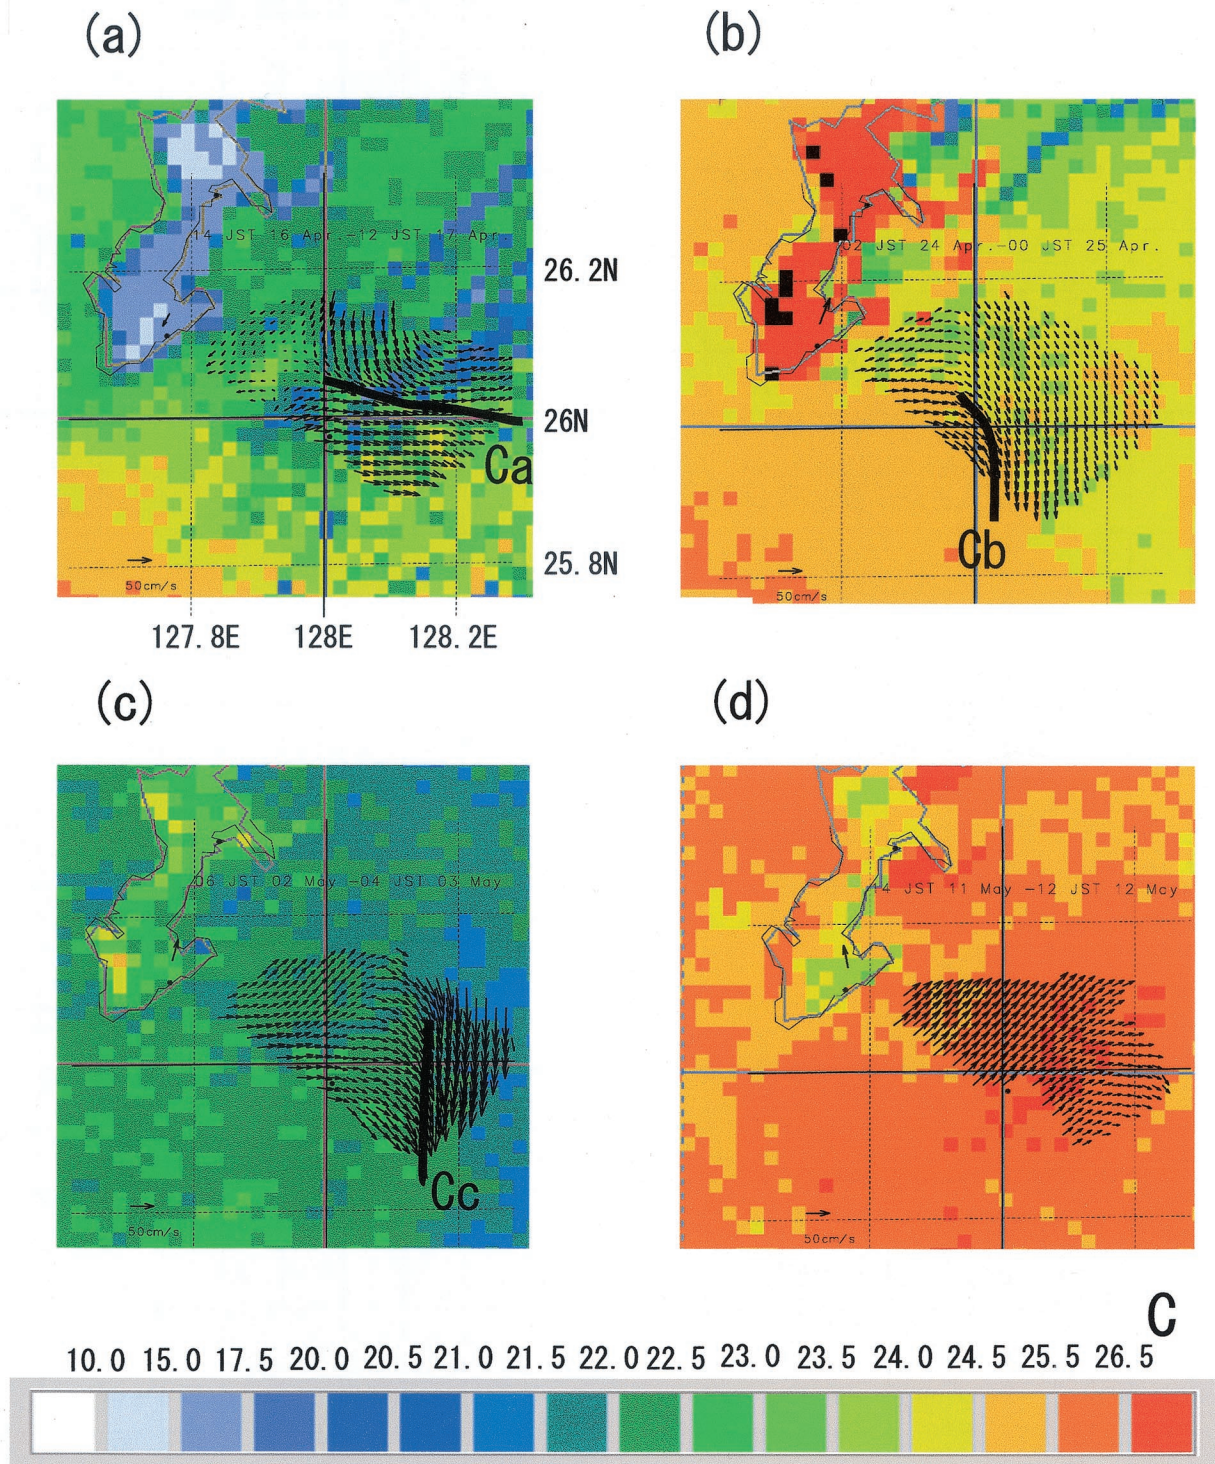 (a)
(b)
14 JST 16 Apr.-12 JST 17 Apr.
02 JST 24 Apr.-00 JST 25 Apr.
26.2N
26N
Ca
Cb
25.8N
50cm/s
50cm/s
127.8E 128E 128.2E
(c)
(d)
06 JST 02 May -04 JST 03 May
14 JST 11 May -12 JST 12 May
Cc
50cm/s
50cm/s
C
10.0 15.0 17.5 20.0 20.5 21.0 21.5 22.0 22.5 23.0 23.5 24.0 24.5 25.5 26.5